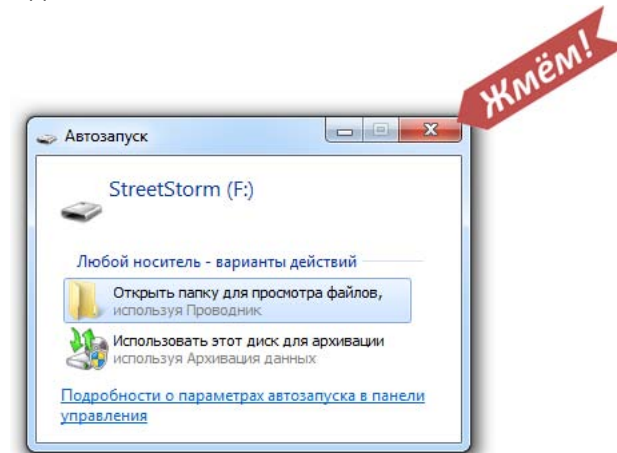 Жмём!
Автозапуск
StreetStorm (F:)
Любой носитель - варианты действий
Открыть папку для просмотра файлов,
используя Проводник
Использовать этот диск для архивации
используя Архивация данных
Подробности о параметрах автозапуска в панели
управления